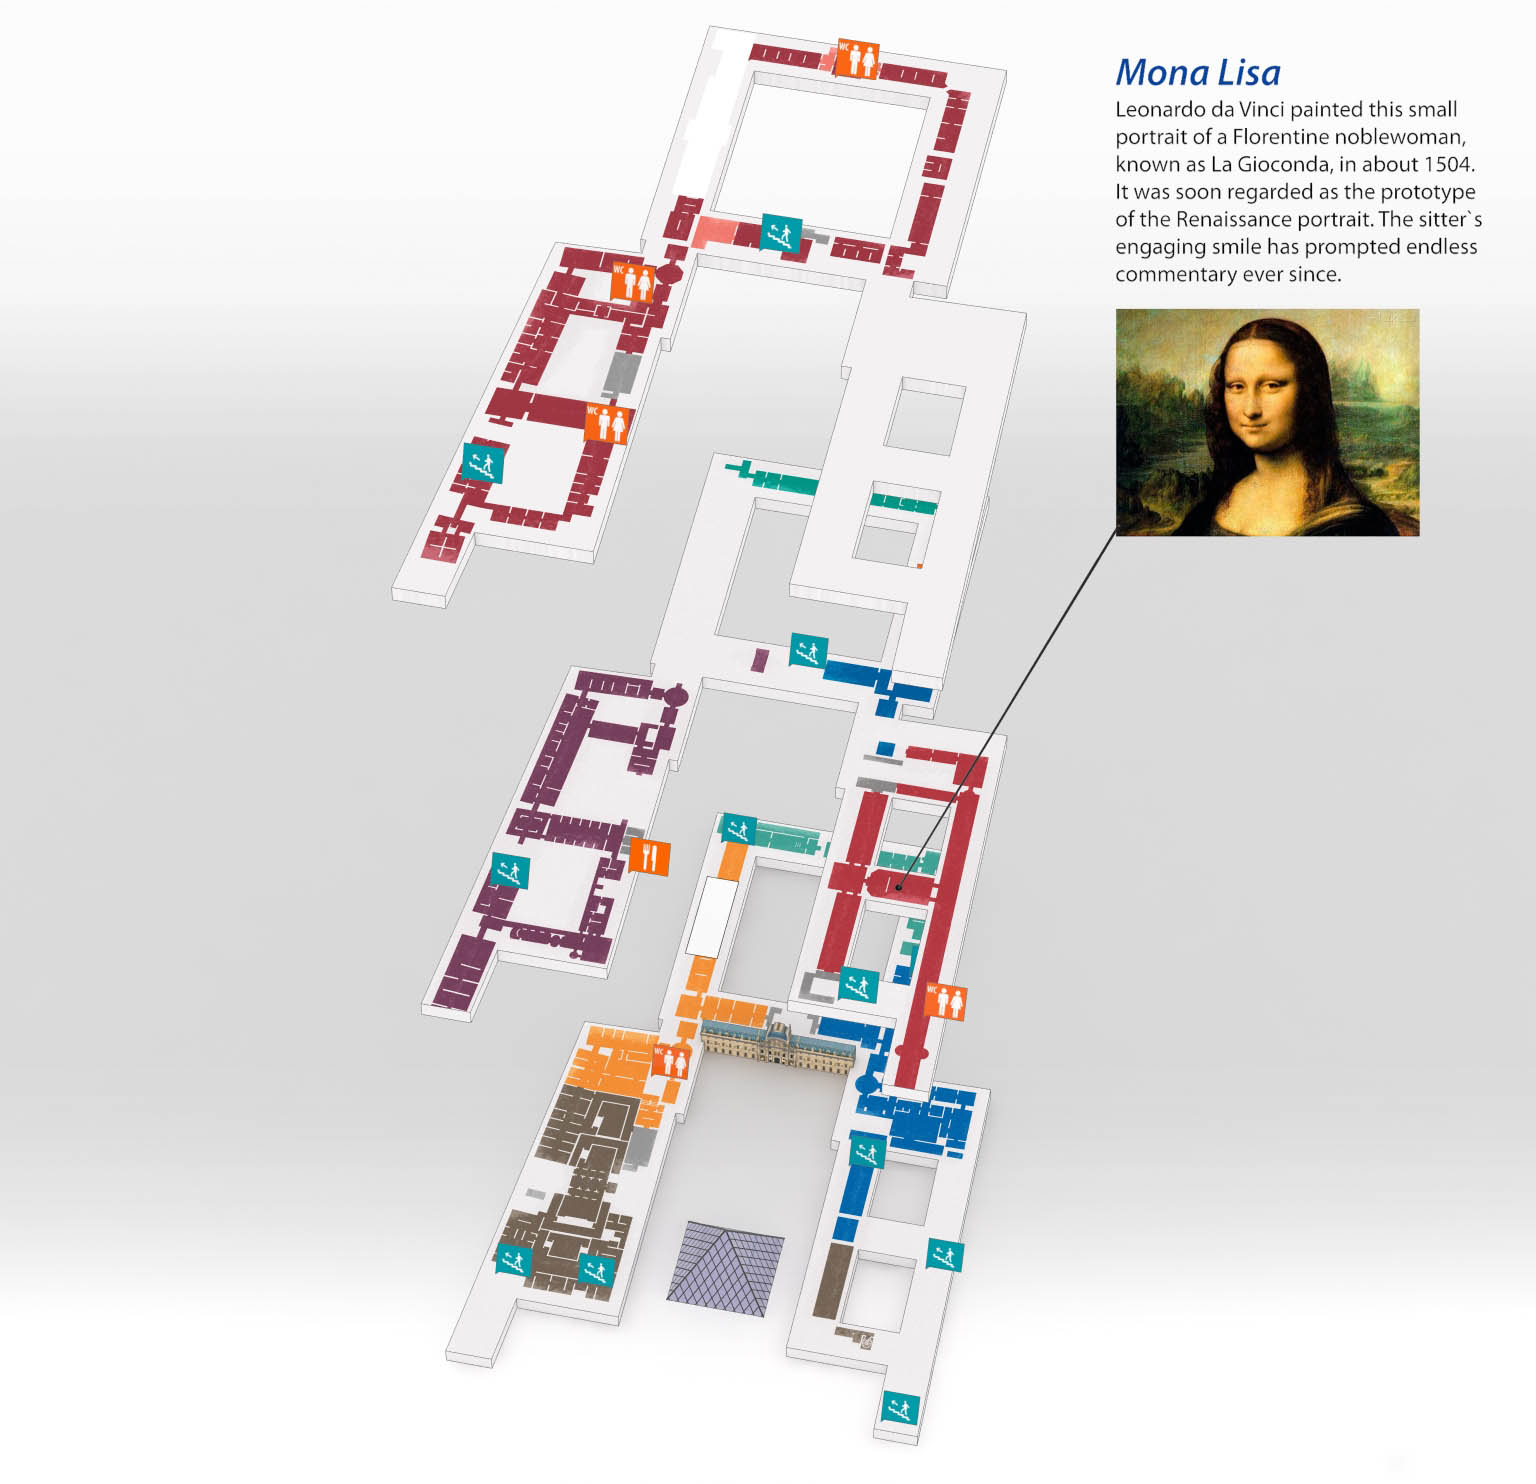 WC
Mona Lisa
Leonardo da Vinci painted this small
portrait of a Florentine noblewoman,
known as La Gioconda, in about 1504.
It was soon regarded as the prototype
of the Renaissance portrait. The sitter`s
engaging smile has prompted endless
commentary ever since.
WC
WC
WC
WC